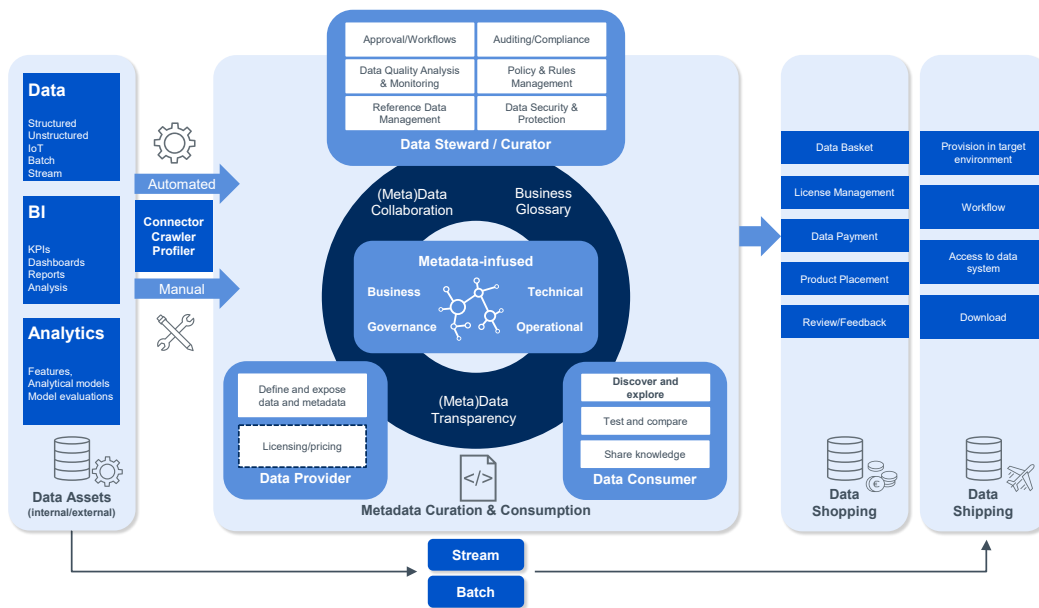 Data
Structured
Unstructured
IoT
Batch
Stream
BI
KPIs
Dashboards
Reports
Analysis
Analytics
Features,
Analytical models
Model evaluations
Data Assets
(internal/external)
Automated
Connector
Crawler
Profiler
Manual
Approval/Workflows
Auditing/Compliance
Data Quality Analysis
& Monitoring
Policy & Rules
Management
Reference Data
Management
Data Security &
Protection
Data Steward / Curator
(Meta)Data
Collaboration
Business
Glossary
Metadata-infused
Business
Technical
Governance
Operational
(Meta)Data
Transparency
Define and expose
data and metadata
Licensing/pricing
Data Provider
Discover and
explore
Test and compare
Share knowledge
Data Consumer
</>
Metadata Curation & Consumption
Data Basket
License Management
Data Payment
Product Placement
Review/Feedback
€
Data
Shopping
Provision in target
environment
Workflow
Access to data
system
Download
Data
Shipping
Stream
Batch